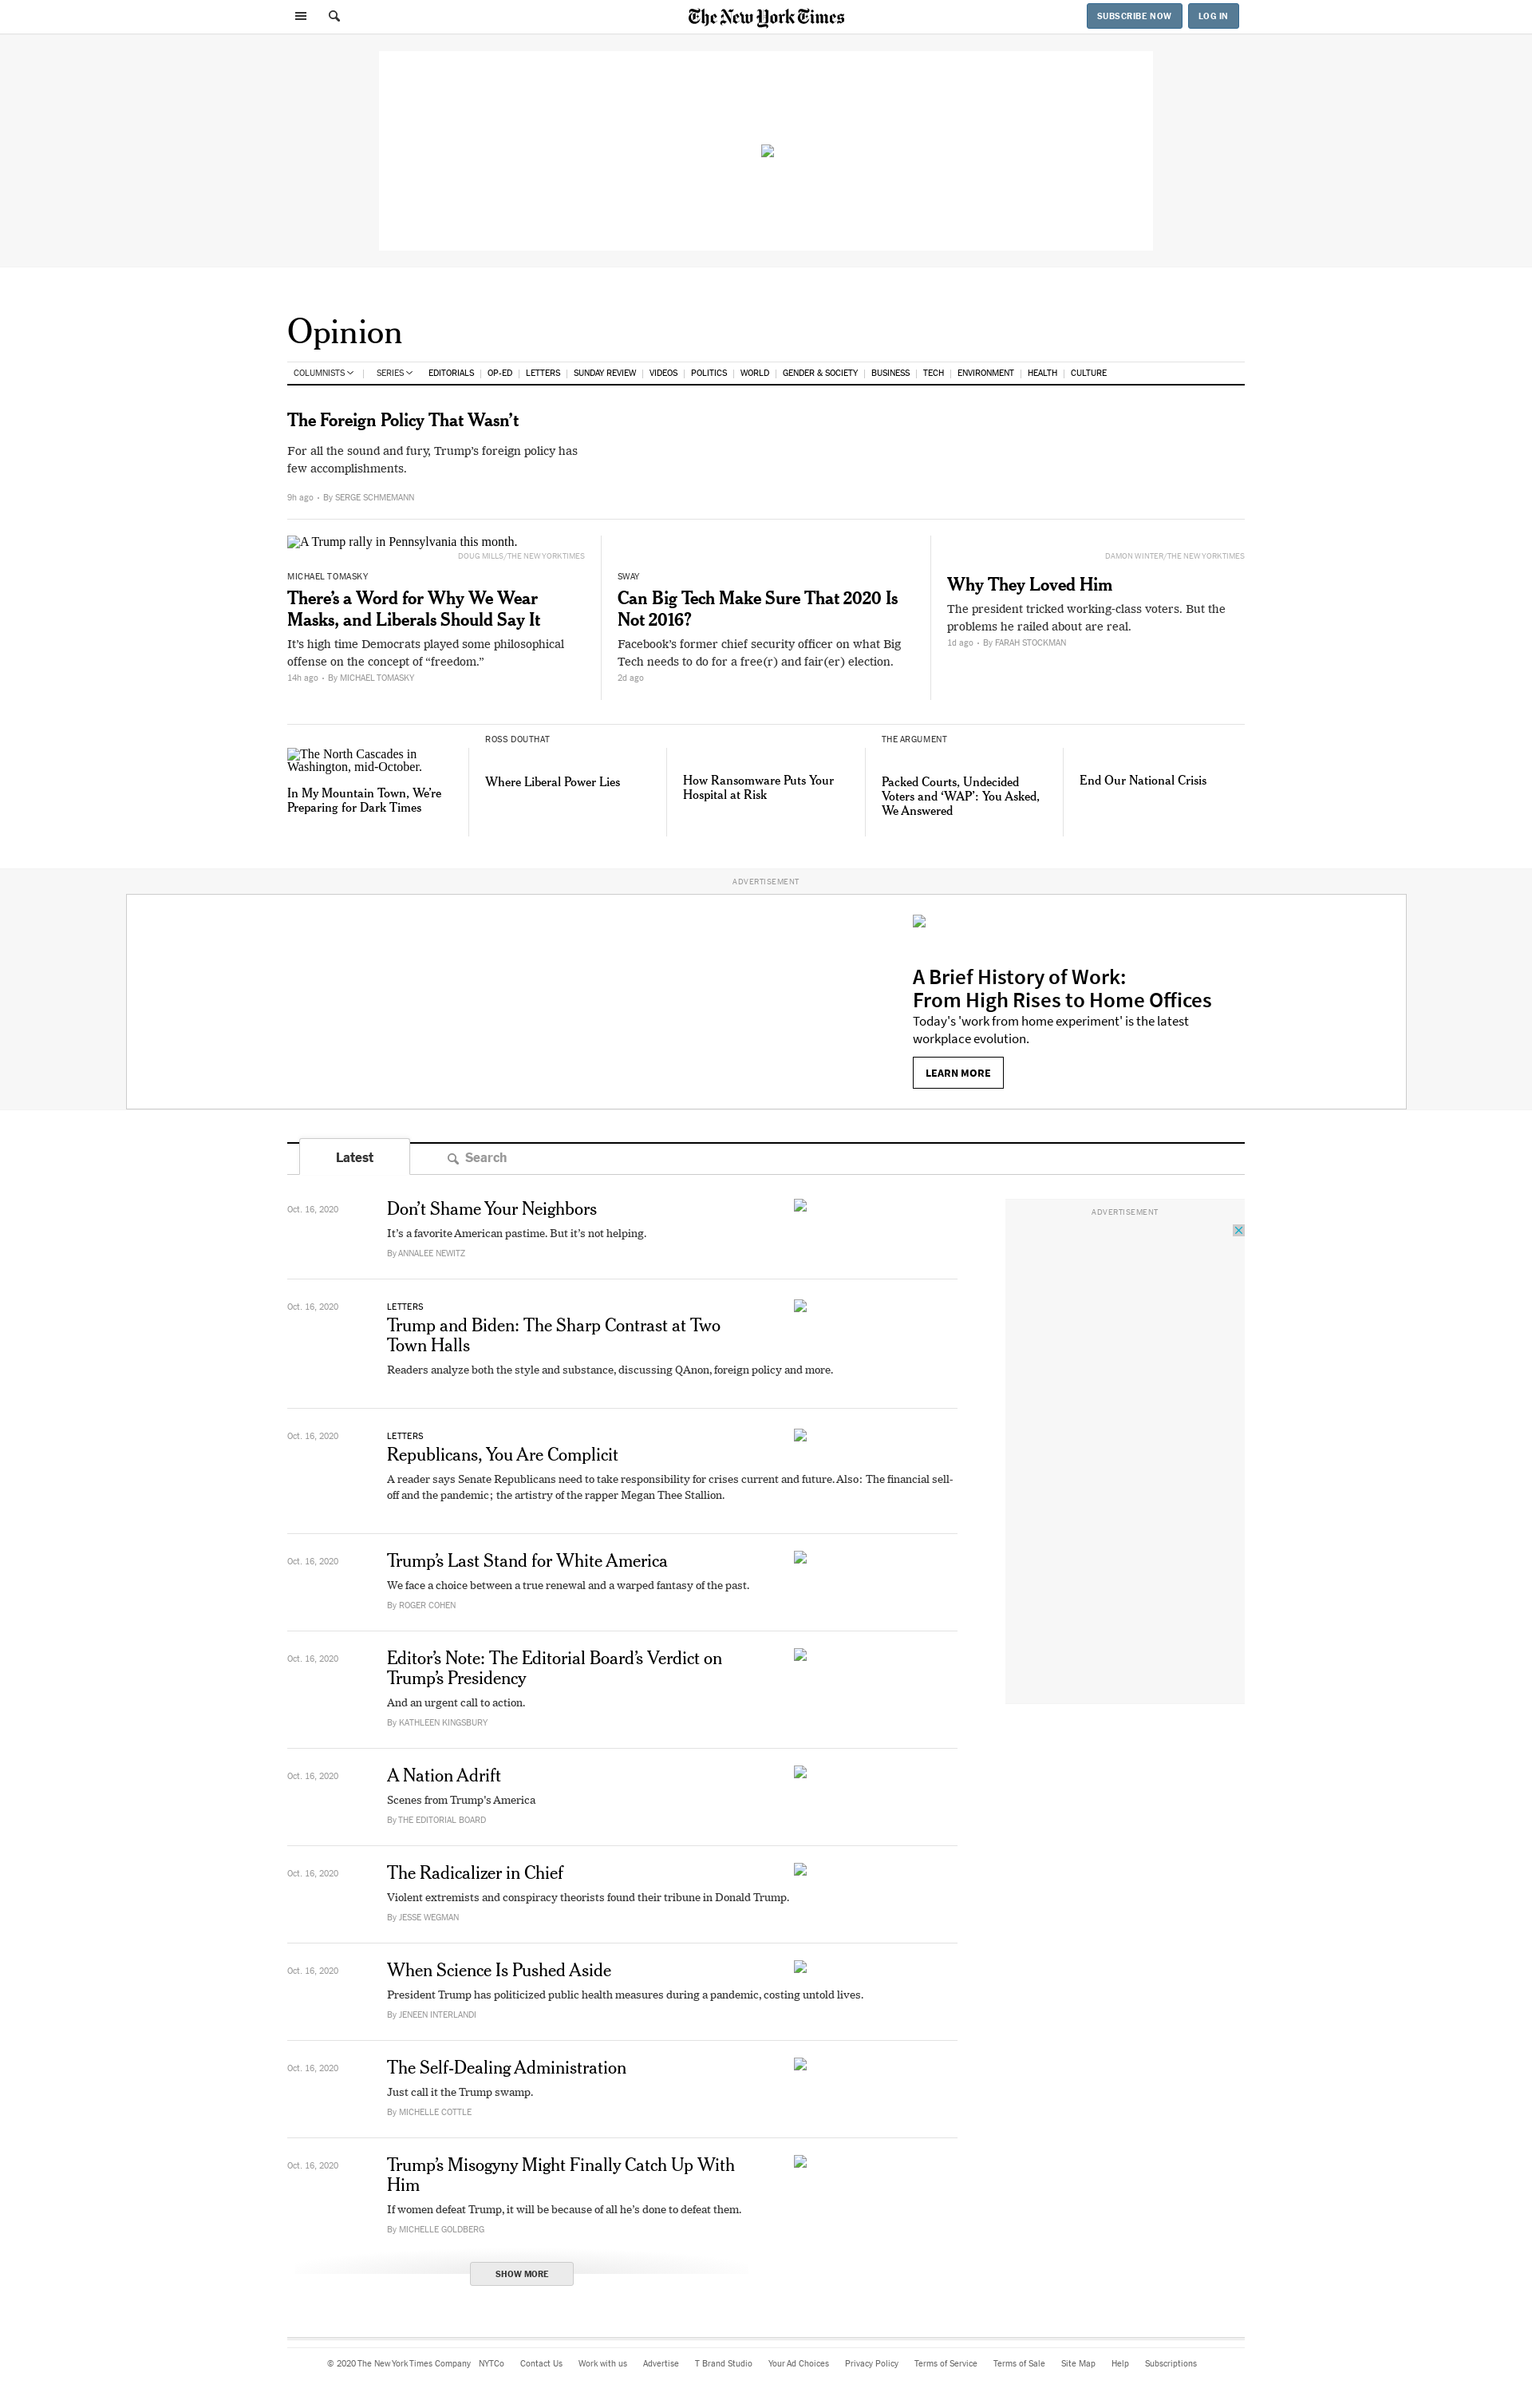 The New York Times
SUBSCRIBE NOW
LOG IN
Opinion
COLUMNISTS | SERIES EDITORIALS | OP-ED | LETTERS | SUNDAY REVIEW | VIDEOS | POLITICS | WORLD | GENDER & SOCIETY | BUSINESS | TECH | ENVIRONMENT | HEALTH | CULTURE
The Foreign Policy That Wasn’t
For all the sound and fury, Trump’s foreign policy has
few accomplishments.
9h ago • By SERGE SCHMEMANN
A Trump rally in Pennsylvania this month.
DOUG MILLS/THE NEW YORK TIMES
MICHAEL TOMASKY
There’s a Word for Why We Wear
Masks, and Liberals Should Say It
It’s high time Democrats played some philosophical
offense on the concept of “freedom.”
14h ago • By MICHAEL TOMASKY
SWAY
Can Big Tech Make Sure That 2020 Is
Not 2016?
Facebook’s former chief security officer on what Big
Tech needs to do for a free(r) and fair(er) election.
2d ago
DAMON WINTER/THE NEW YORK TIMES
Why They Loved Him
The president tricked working-class voters. But the
problems he railed about are real.
1d ago • By FARAH STOCKMAN
The North Cascades in
Washington, mid-October.
In My Mountain Town, We’re
Preparing for Dark Times
ROSS DOUTHAT
Where Liberal Power Lies
How Ransomware Puts Your
Hospital at Risk
THE ARGUMENT
Packed Courts, Undecided
Voters and ‘WAP’: You Asked,
We Answered
End Our National Crisis
ADVERTISEMENT
A Brief History of Work:
From High Rises to Home Offices
Today's 'work from home experiment' is the latest
workplace evolution.
LEARN MORE
Latest
Search
ADVERTISEMENT
Oct. 16, 2020
Don’t Shame Your Neighbors
It’s a favorite American pastime. But it’s not helping.
By ANNALEE NEWITZ
Oct. 16, 2020
LETTERS
Trump and Biden: The Sharp Contrast at Two
Town Halls
Readers analyze both the style and substance, discussing QAnon, foreign policy and more.
Oct. 16, 2020
LETTERS
Republicans, You Are Complicit
A reader says Senate Republicans need to take responsibility for crises current and future. Also: The financial sell-
off and the pandemic; the artistry of the rapper Megan Thee Stallion.
Oct. 16, 2020
Trump’s Last Stand for White America
We face a choice between a true renewal and a warped fantasy of the past.
By ROGER COHEN
Oct. 16, 2020
Editor’s Note: The Editorial Board’s Verdict on
Trump’s Presidency
And an urgent call to action.
By KATHLEEN KINGSBURY
Oct. 16, 2020
A Nation Adrift
Scenes from Trump’s America
By THE EDITORIAL BOARD
Oct. 16, 2020
The Radicalizer in Chief
Violent extremists and conspiracy theorists found their tribune in Donald Trump.
By JESSE WEGMAN
Oct. 16, 2020
When Science Is Pushed Aside
President Trump has politicized public health measures during a pandemic, costing untold lives.
By JENEEN INTERLANDI
Oct. 16, 2020
The Self-Dealing Administration
Just call it the Trump swamp.
By MICHELLE COTTLE
Oct. 16, 2020
Trump’s Misogyny Might Finally Catch Up With
Him
If women defeat Trump, it will be because of all he’s done to defeat them.
By MICHELLE GOLDBERG
SHOW MORE
© 2020 The New York Times Company NYTCo Contact Us Work with us Advertise T Brand Studio Your Ad Choices Privacy Policy Terms of Service Terms of Sale Site Map Help Subscriptions